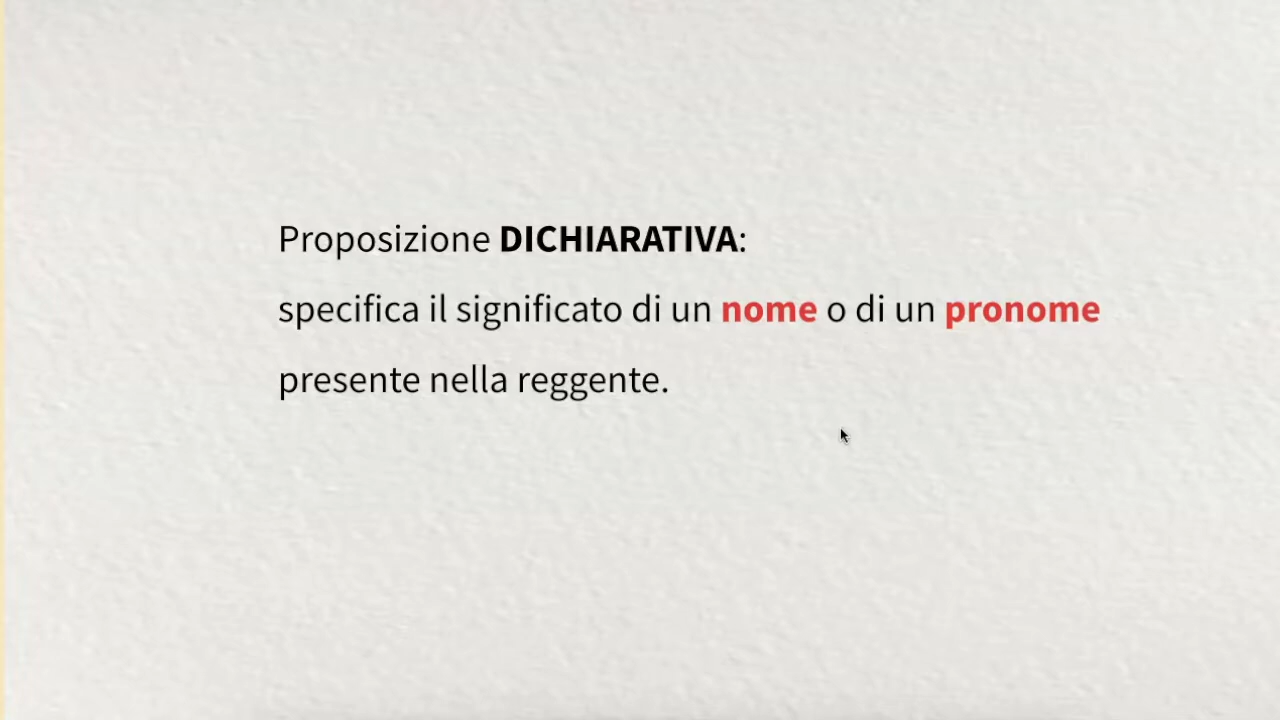 Proposizione DICHIARATIVA:
specifica il significato di un nome o di un pronome
presente nella reggente.